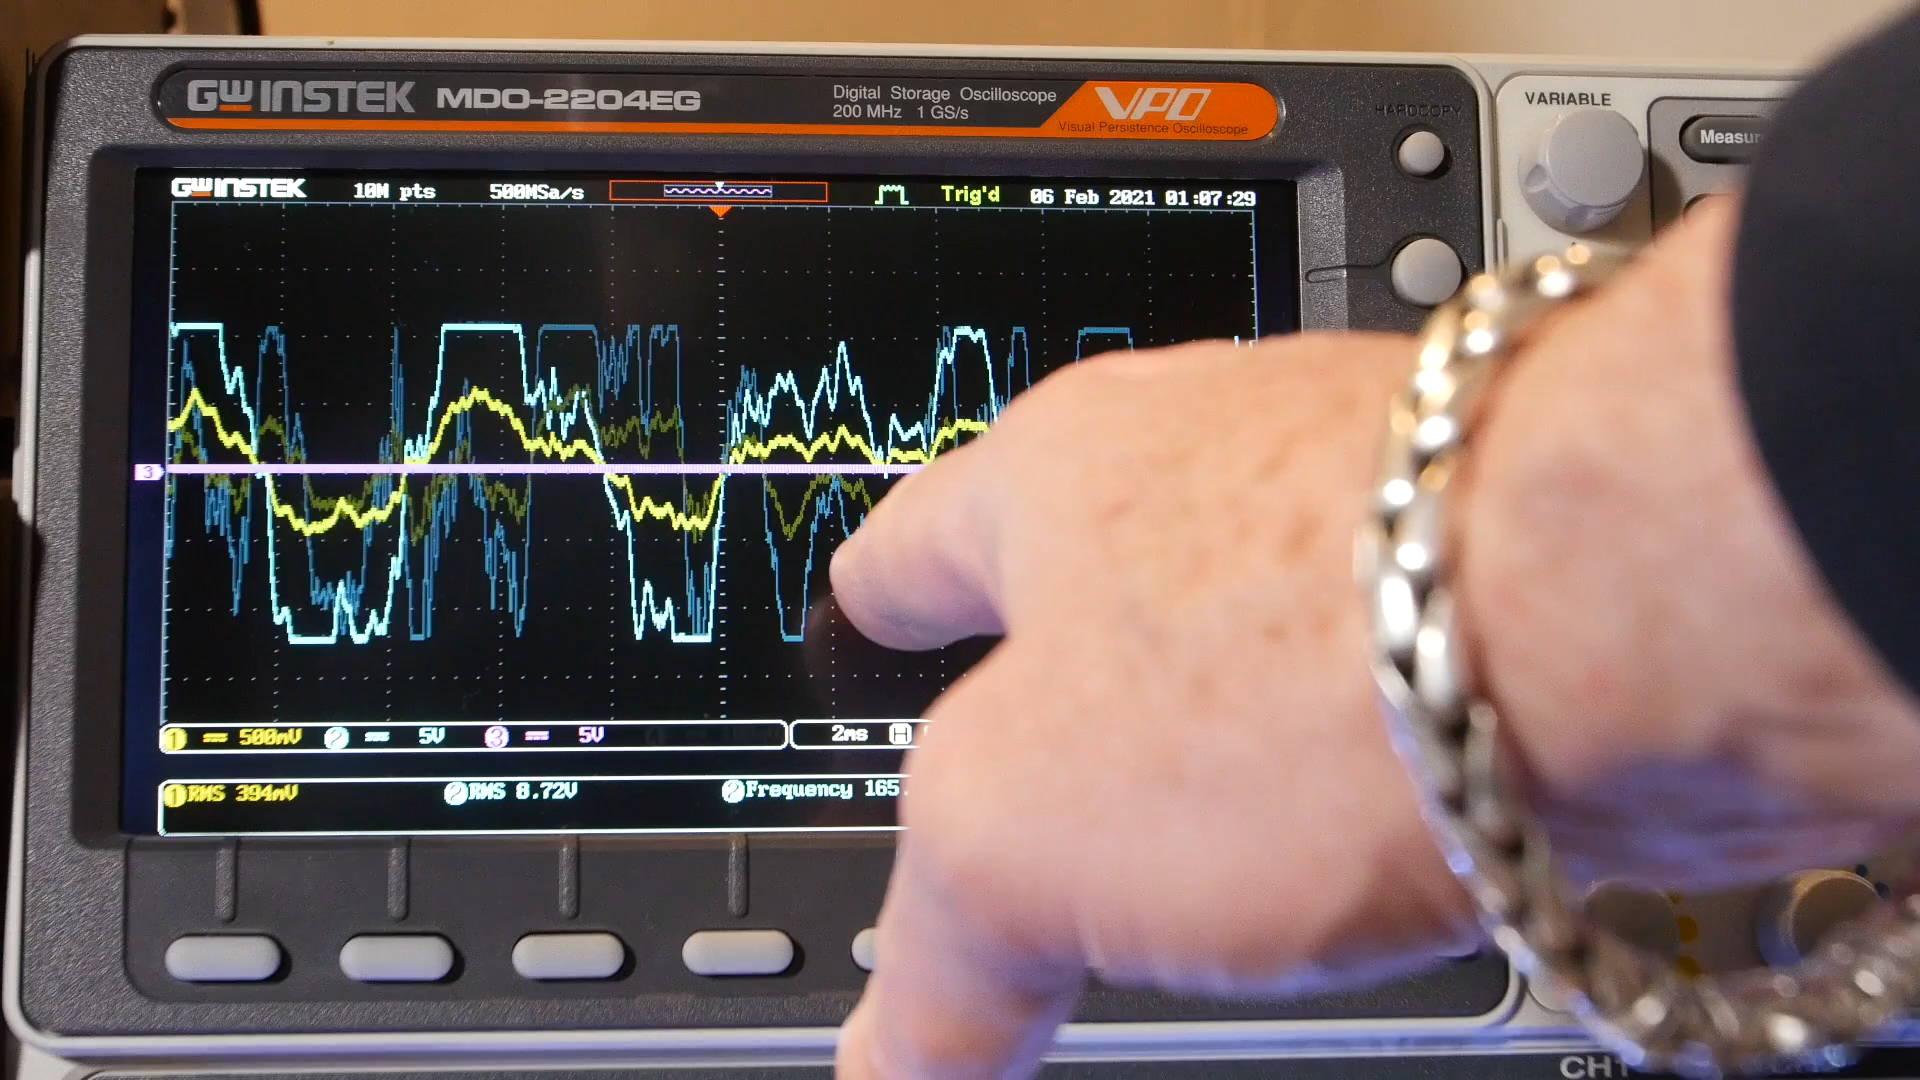 GW INSTEK MDO-2204EG
Digital Storage Oscilloscope
200 MHz 1 GS/s
VPO
Visual Persistence Oscilloscope
HARDCOPY
VARIABLE
Measur
GW INSTEK 10M pts 500MSa/s Trig'd 06 Feb 2021 01:07:29
3
1 500mV 2 5V 3 5V 2ms H
1 RMS 394mV 2 RMS 8.72V 2 Frequency 165.
CH1